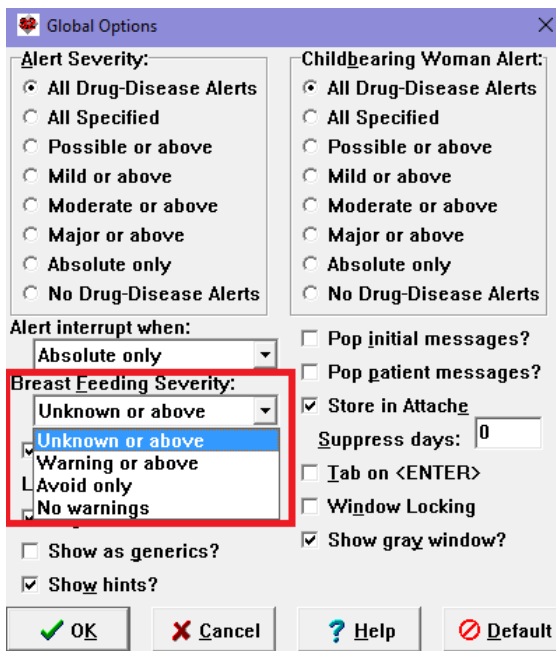 Global Options
Alert Severity:
All Drug-Disease Alerts
All Specified
Possible or above
Mild or above
Moderate or above
Major or above
Absolute only
No Drug-Disease Alerts
Childbearing Woman Alert:
All Drug-Disease Alerts
All Specified
Possible or above
Mild or above
Moderate or above
Major or above
Absolute only
No Drug-Disease Alerts
Alert interrupt when:
Absolute only
Breast Feeding Severity:
Unknown or above
Unknown or above
Warning or above
Avoid only
No warnings
Show as generics?
Show hints?
Pop initial messages?
Pop patient messages?
Store in Attache
Suppress days: 0
Tab on <ENTER>
Window Locking
Show gray window?
OK
Cancel
Help
Default